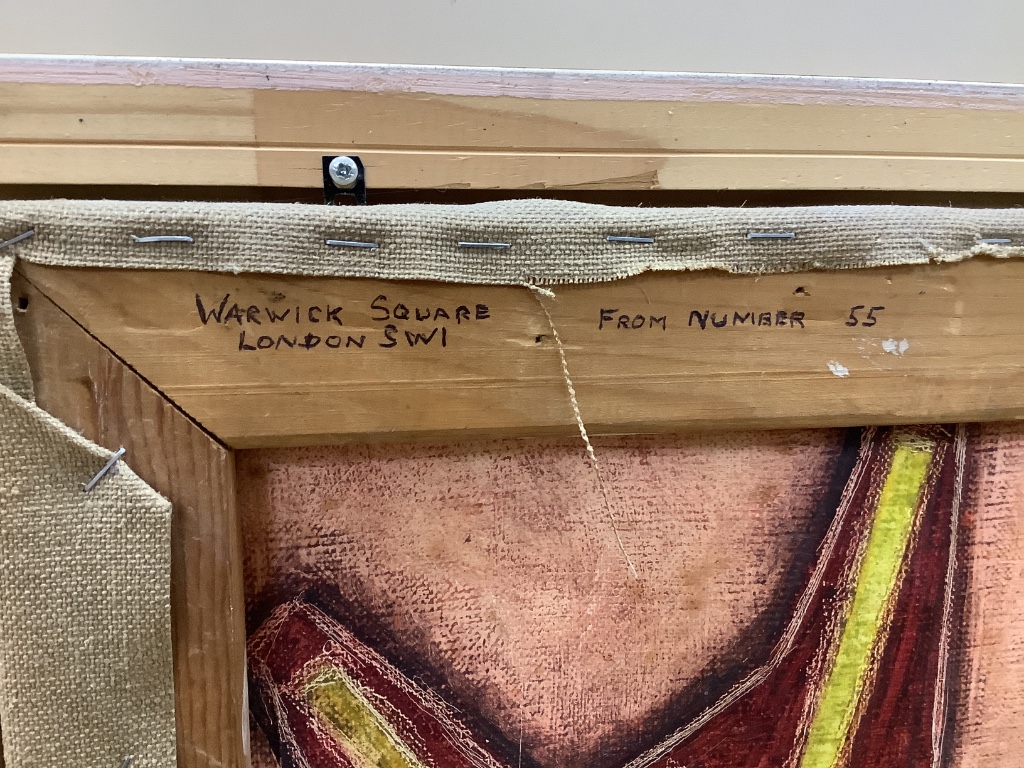 WARWICK SQUARE
LONDON SW1
FROM NUMBER 55